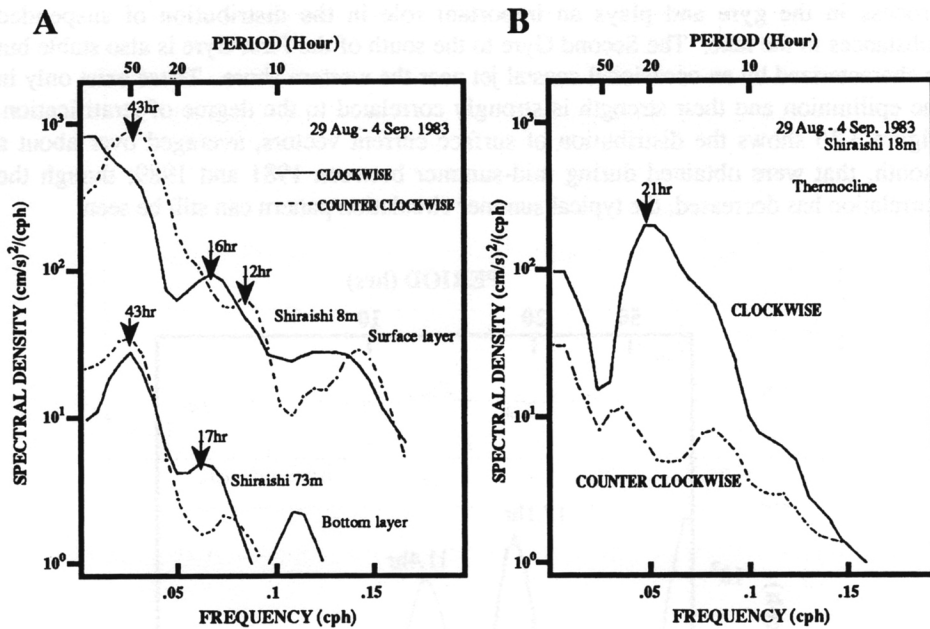 A
PERIOD (Hour)
50 20 10
43hr
29 Aug - 4 Sep. 1983
CLOCKWISE
COUNTER CLOCKWISE
16hr
12hr
Shiraishi 8m
Surface layer
43hr
17hr
Shiraishi 73m
Bottom layer
10³
10²
10¹
10⁰
SPECTRAL DENSITY (cm/s)²/(cph)
.05 .1 .15
FREQUENCY (cph)
B
PERIOD (Hour)
50 20 10
29 Aug - 4 Sep. 1983
Shiraishi 18m
Thermocline
21hr
CLOCKWISE
COUNTER CLOCKWISE
10³
10²
10¹
10⁰
SPECTRAL DENSITY (cm/s)²/(cph)
.05 .1 .15
FREQUENCY (cph)